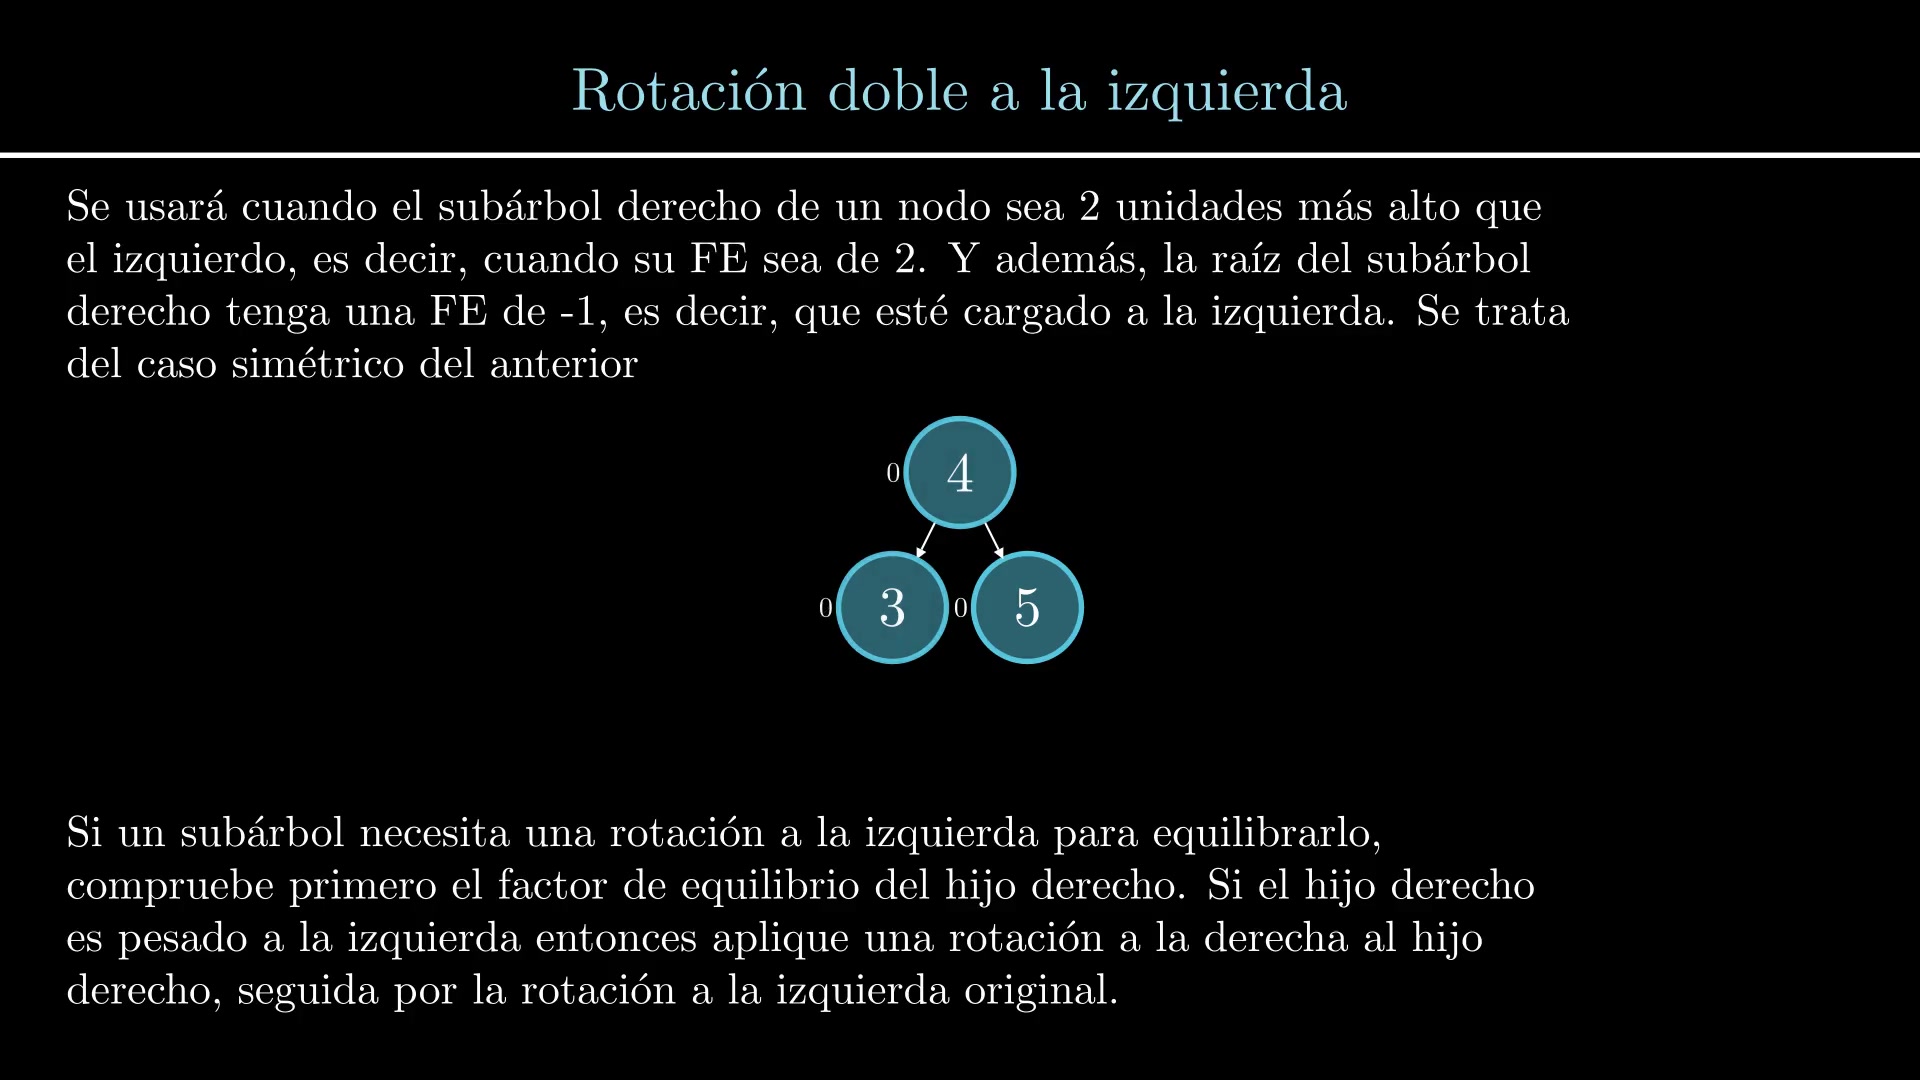 Rotación doble a la izquierda
Se usará cuando el subárbol derecho de un nodo sea 2 unidades más alto que
el izquierdo, es decir, cuando su FE sea de 2. Y además, la raíz del subárbol
derecho tenga una FE de -1, es decir, que esté cargado a la izquierda. Se trata
del caso simétrico del anterior
0 4
0 3 0 5
Si un subárbol necesita una rotación a la izquierda para equilibrarlo,
compruebe primero el factor de equilibrio del hijo derecho. Si el hijo derecho
es pesado a la izquierda entonces aplique una rotación a la derecha al hijo
derecho, seguida por la rotación a la izquierda original.